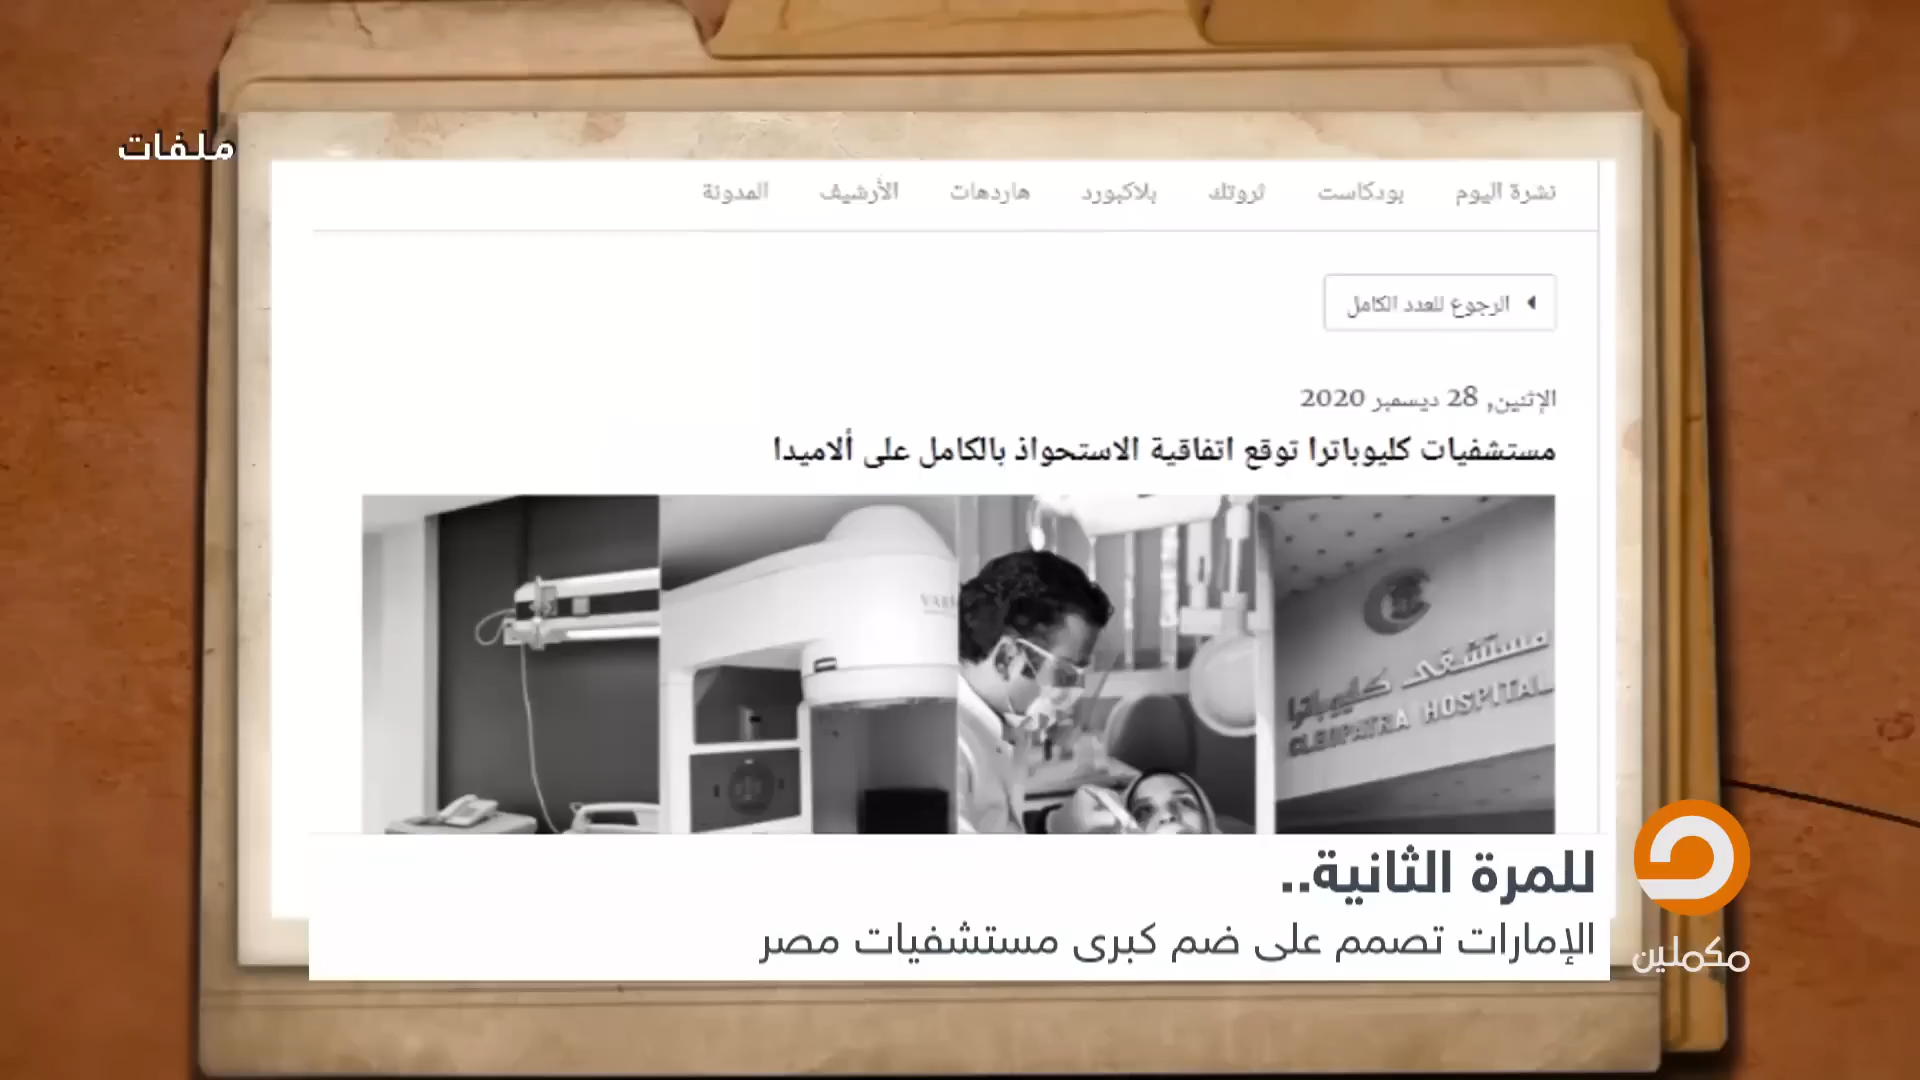 ملفات
نشرة اليوم بودكاست ثروتك بلاكبورد هاردهات الأرشيف المدونة
الرجوع للعدد الكامل
الإثنين, 28 ديسمبر 2020
مستشفيات كليوباترا توقع اتفاقية الاستحواذ بالكامل على ألاميدا
مستشفى كليوباترا
CLEOPATRA HOSPITAL
للمرة الثانية..
الإمارات تصمم على ضم كبرى مستشفيات مصر
مكملين